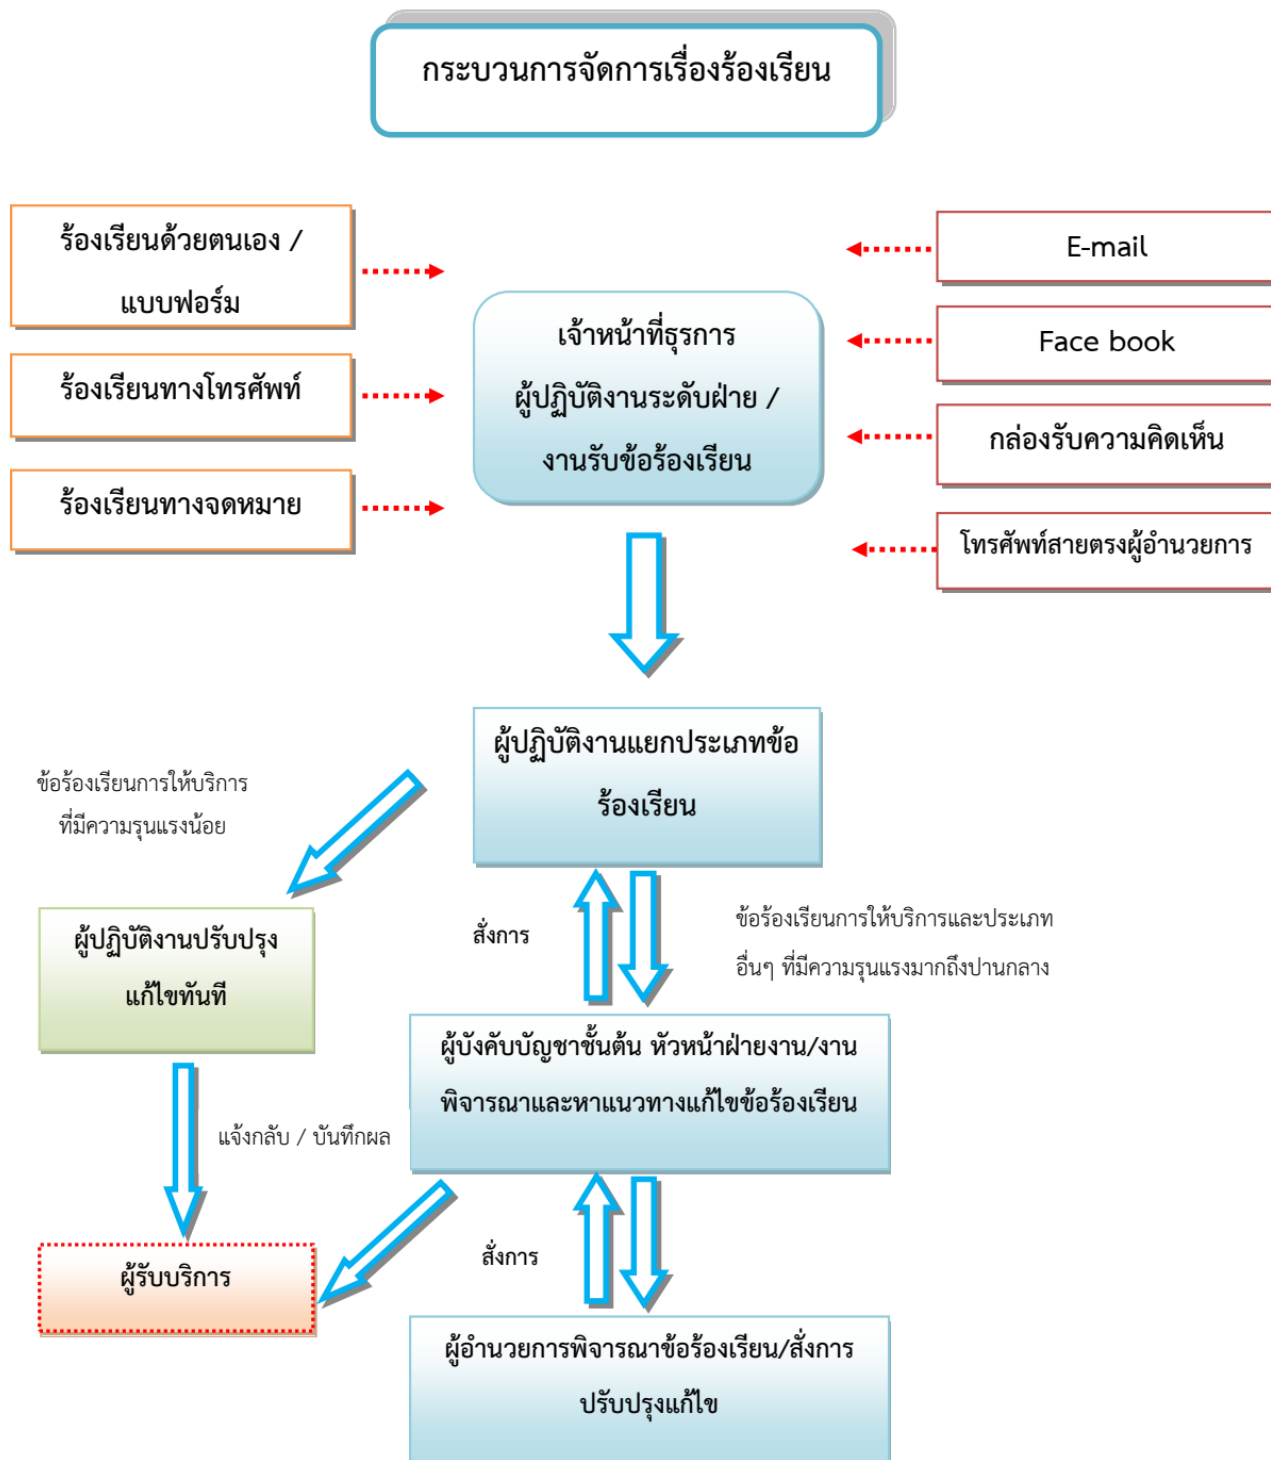 กระบวนการจัดการเรื่องร้องเรียน
ร้องเรียนด้วยตนเอง /
แบบฟอร์ม
ร้องเรียนทางโทรศัพท์
ร้องเรียนทางจดหมาย
เจ้าหน้าที่ธุรการ
ผู้ปฏิบัติงานระดับฝ่าย /
งานรับข้อร้องเรียน
E-mail
Face book
กล่องรับความคิดเห็น
โทรศัพท์สายตรงผู้อำนวยการ
ผู้ปฏิบัติงานแยกประเภทข้อ
ร้องเรียน
ข้อร้องเรียนการให้บริการ
ที่มีความรุนแรงน้อย
ผู้ปฏิบัติงานปรับปรุง
แก้ไขทันที
สั่งการ
ข้อร้องเรียนการให้บริการและประเภท
อื่นๆ ที่มีความรุนแรงมากถึงปานกลาง
ผู้บังคับบัญชาชั้นต้น หัวหน้าฝ่ายงาน/งาน
พิจารณาและหาแนวทางแก้ไขข้อร้องเรียน
แจ้งกลับ / บันทึกผล
ผู้รับบริการ
สั่งการ
ผู้อำนวยการพิจารณาข้อร้องเรียน/สั่งการ
ปรับปรุงแก้ไข